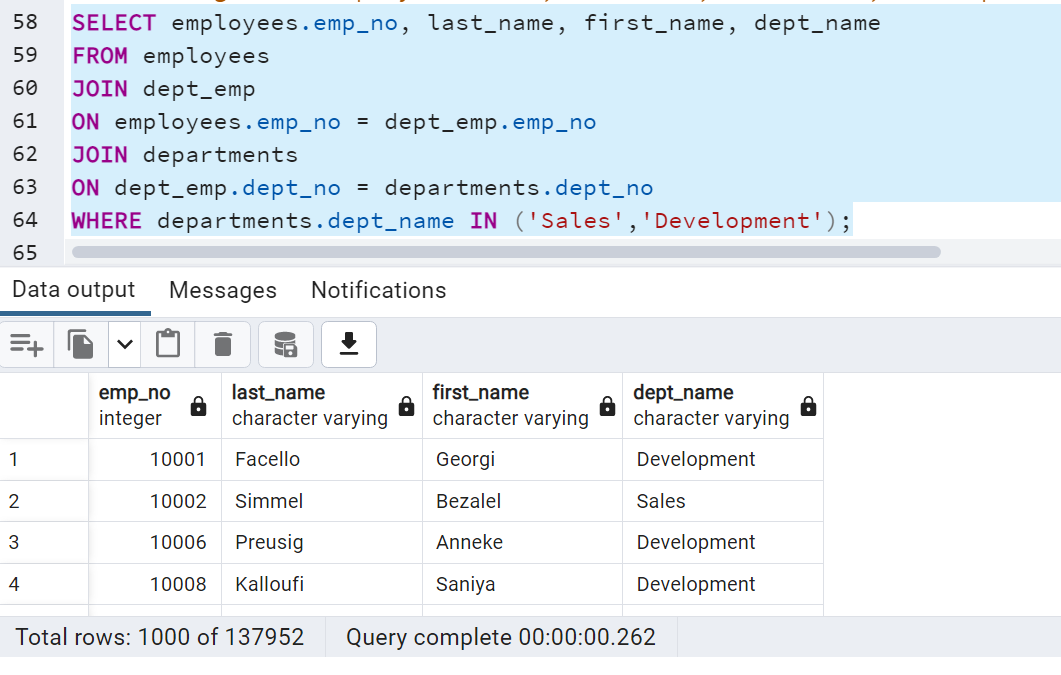 58 SELECT employees.emp_no, last_name, first_name, dept_name
59 FROM employees
60 JOIN dept_emp
61 ON employees.emp_no = dept_emp.emp_no
62 JOIN departments
63 ON dept_emp.dept_no = departments.dept_no
64 WHERE departments.dept_name IN ('Sales','Development');
65
Data output Messages Notifications
emp_no last_name first_name dept_name
integer character varying character varying character varying
1 10001 Facello Georgi Development
2 10002 Simmel Bezalel Sales
3 10006 Preusig Anneke Development
4 10008 Kalloufi Saniya Development
Total rows: 1000 of 137952 Query complete 00:00:00.262